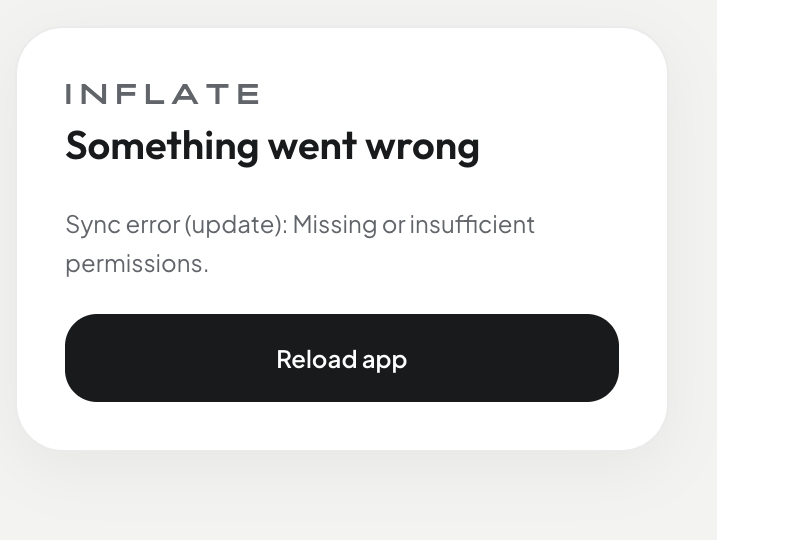 INFLATE
Something went wrong
Sync error (update): Missing or insufficient
permissions.
Reload app